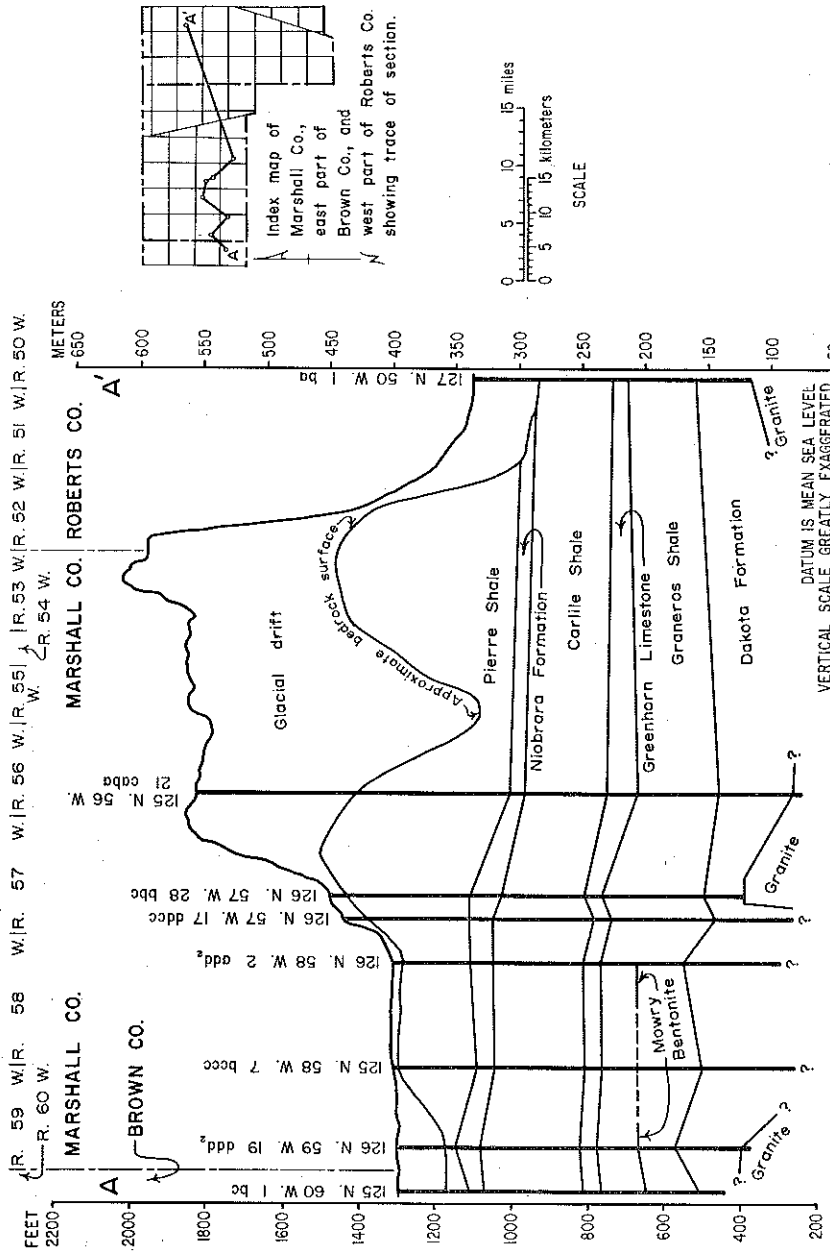 |R. 59 W.|R. 58 W.|R. 57 W.|R. 56 W.|R. 55|R. 53 W.|R. 52 W.|R. 51 W.|R. 50 W.
R. 60 W.
W.
R. 54 W.
FEET
METERS
MARSHALL CO.
BROWN CO.
MARSHALL CO.
ROBERTS CO.
A
A'
2200
2000
1800
1600
1400
1200
1000
800
600
400
200
650
600
550
500
450
400
350
300
250
200
150
100
125 N. 60 W. 1 bc
126 N. 59 W. 19 ddd₂
125 N. 58 W. 7 bccc
126 N. 58 W. 2 add₂
126 N. 57 W. 17 ddcc
126 N. 57 W. 28 bbc
125 N. 56 W.
21 caba
127 N. 50 W. 1 ba
Glacial drift
Approximate bedrock surface
Pierre Shale
Niobrara Formation
Carlile Shale
Greenhorn Limestone
Graneros Shale
Dakota Formation
Mowry
Bentonite
? Granite ?
?
?
?
Granite
?
? Granite
DATUM IS MEAN SEA LEVEL
VERTICAL SCALE GREATLY EXAGGERATED
A
A'
N
Index map of
Marshall Co.,
east part of
Brown Co., and
west part of Roberts Co.
showing trace of section.
0 5 10 15 miles
0 5 10 15 kilometers
SCALE